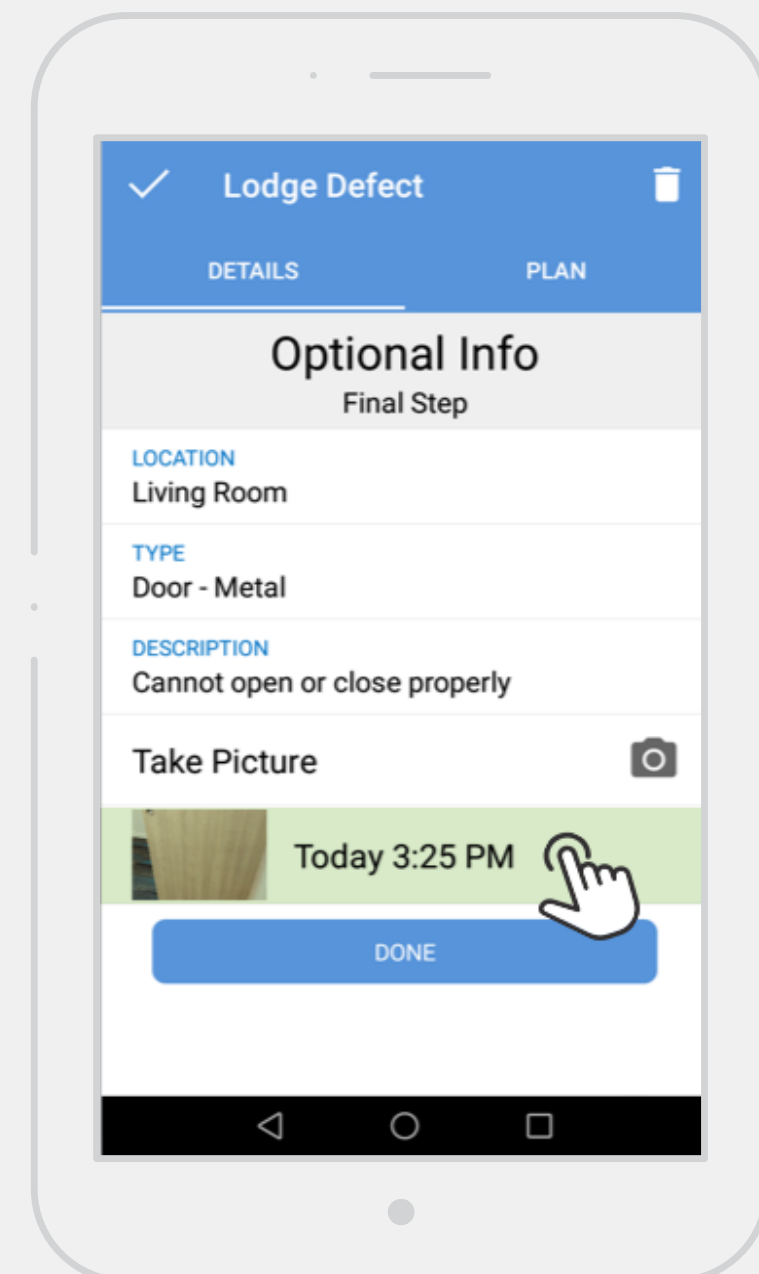 Lodge Defect
DETAILS PLAN
Optional Info
Final Step
LOCATION
Living Room
TYPE
Door - Metal
DESCRIPTION
Cannot open or close properly
Take Picture
Today 3:25 PM
DONE